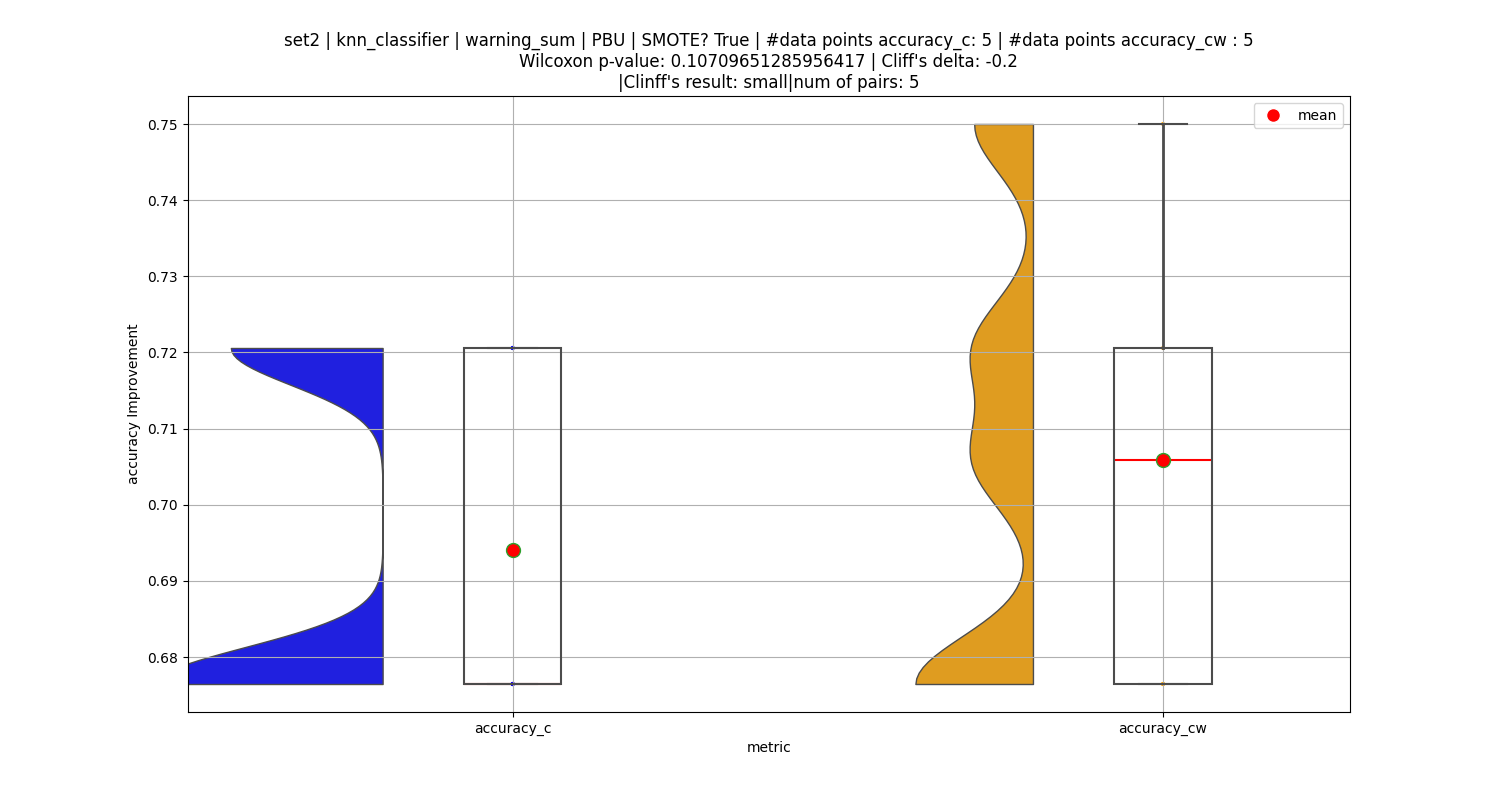 set2 | knn_classifier | warning_sum | PBU | SMOTE? True | #data points accuracy_c: 5 | #data points accuracy_cw : 5
Wilcoxon p-value: 0.10709651285956417 | Cliff's delta: -0.2
|Clinff's result: small|num of pairs: 5
mean
0.75
0.74
0.73
0.72
0.71
0.70
0.69
0.68
accuracy Improvement
accuracy_c
accuracy_cw
metric